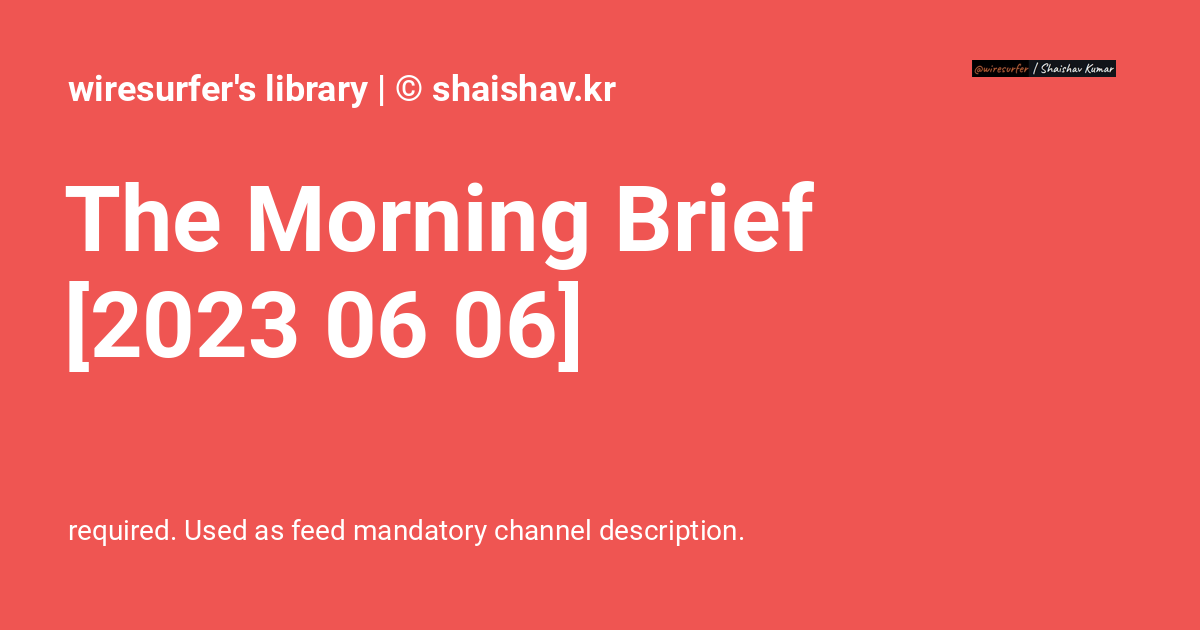 wiresurfer's library | © shaishav.kr
@wiresurfer / Shaishav Kumar
The Morning Brief
[2023 06 06]
required. Used as feed mandatory channel description.